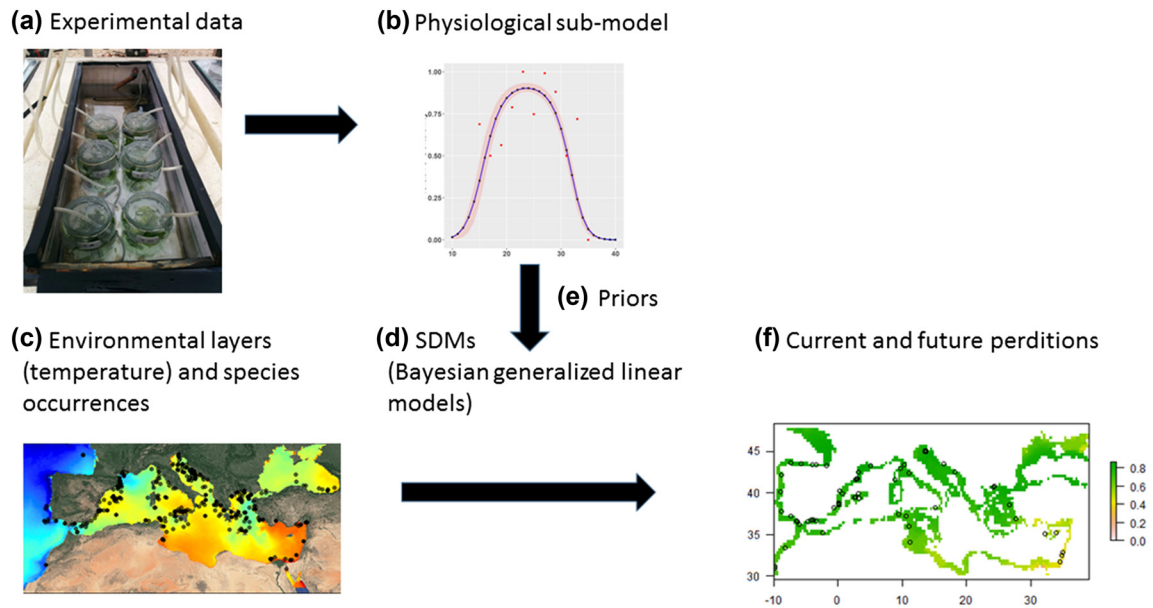 (a) Experimental data
(b) Physiological sub-model
1.00
0.75
0.50
0.25
0.00
10 20 30 40
(e) Priors
(c) Environmental layers
(temperature) and species
occurrences
(d) SDMs
(Bayesian generalized linear
models)
(f) Current and future perditions
45
40
35
30
-10 0 10 20 30
0.8
0.6
0.4
0.2
0.0